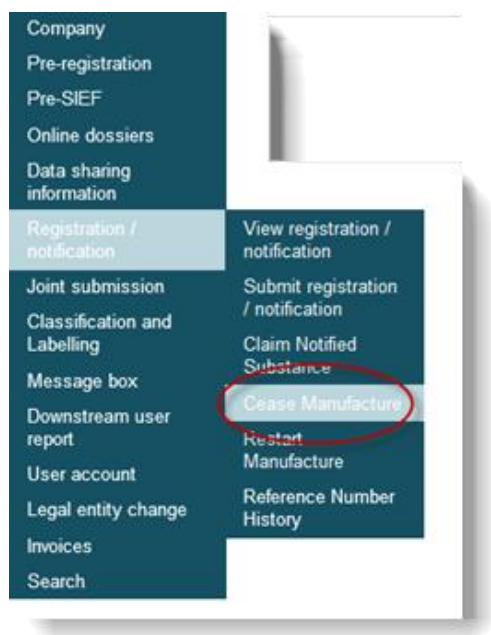 Company
Pre-registration
Pre-SIEF
Online dossiers
Data sharing
information
Registration /
notification
Joint submission
Classification and
Labelling
Message box
Downstream user
report
User account
Legal entity change
Invoices
Search
View registration /
notification
Submit registration
/ notification
Claim Notified
Substance
Cease Manufacture
Restart
Manufacture
Reference Number
History